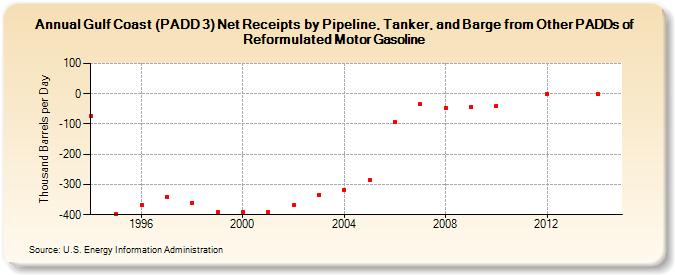 Annual Gulf Coast (PADD 3) Net Receipts by Pipeline, Tanker, and Barge from Other PADDs of
Reformulated Motor Gasoline
Thousand Barrels per Day
100
0
-100
-200
-300
-400
1996
2000
2004
2008
2012
Source: U.S. Energy Information Administration